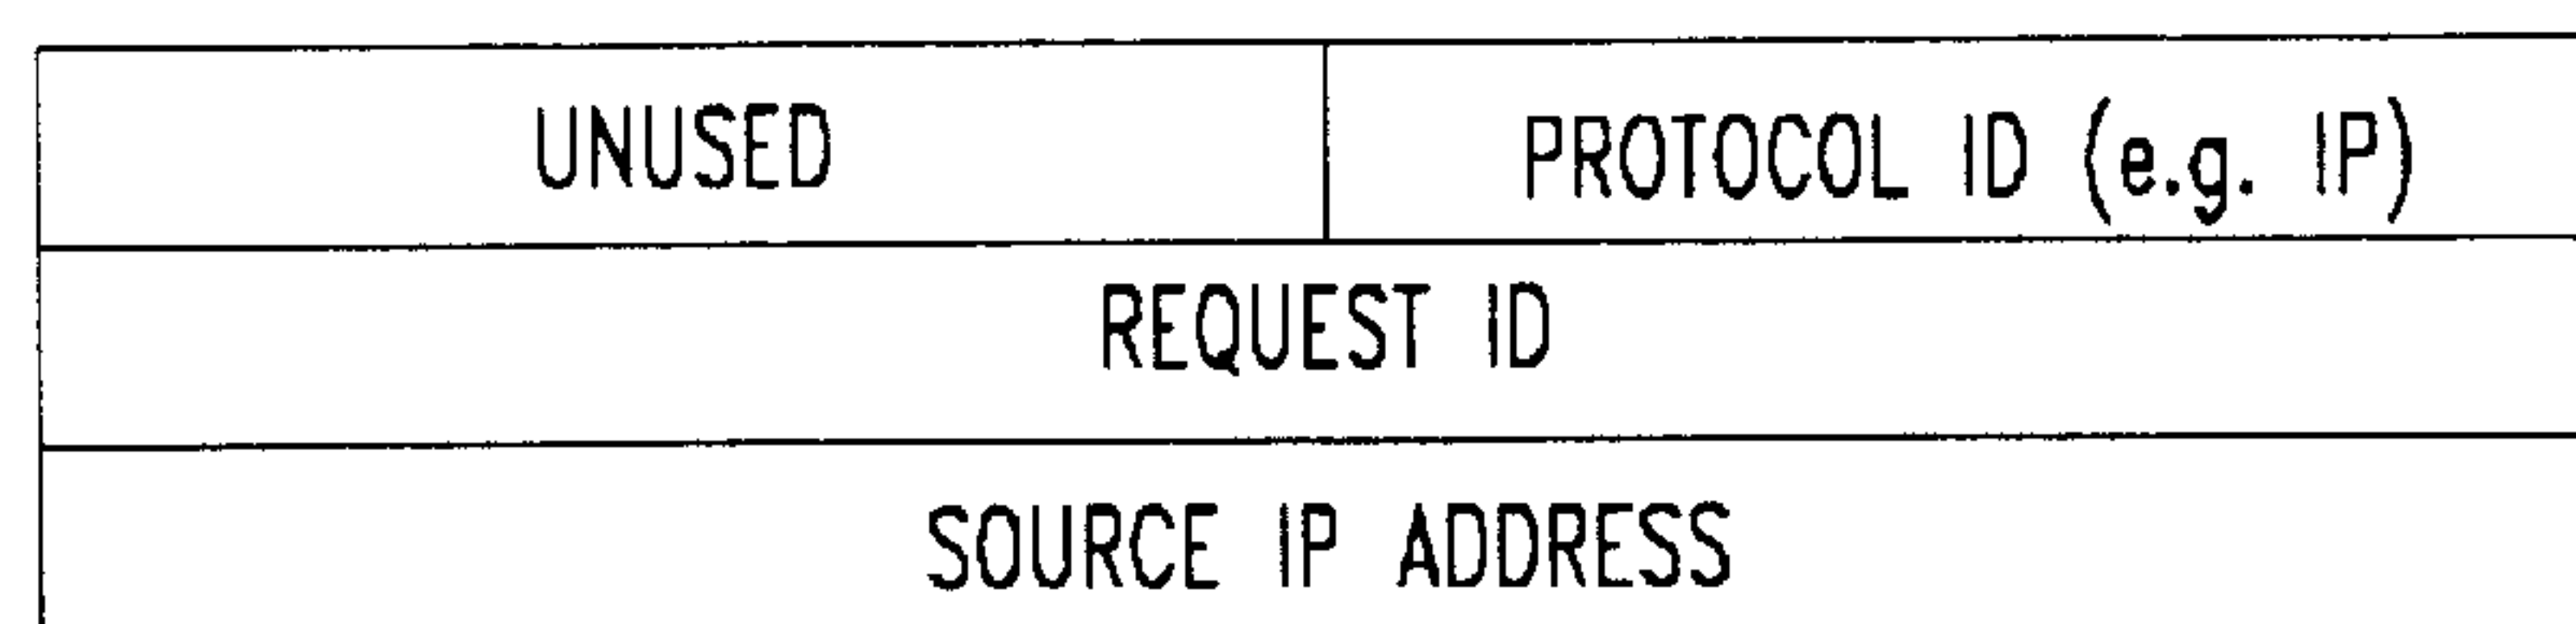 UNUSED PROTOCOL ID (e.g. IP)
REQUEST ID
SOURCE IP ADDRESS